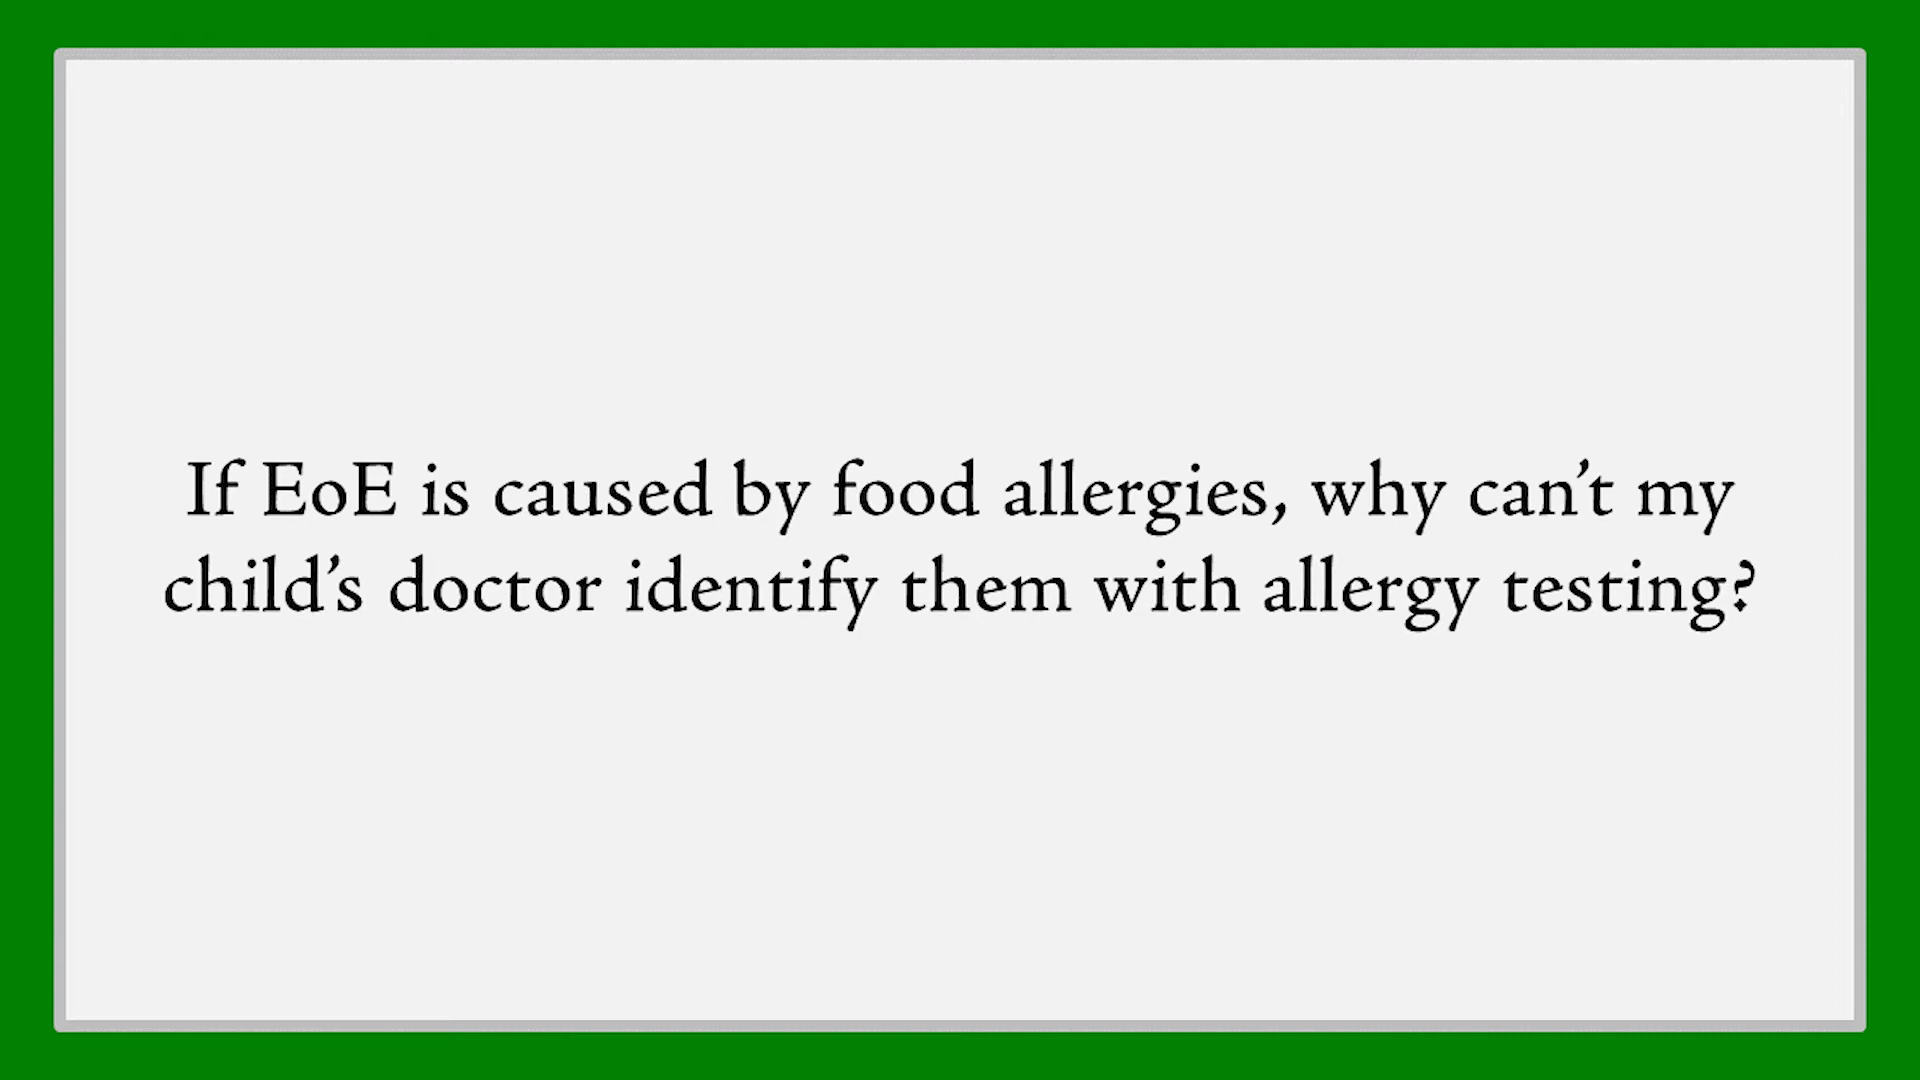 If EoE is caused by food allergies, why can’t my
child’s doctor identify them with allergy testing?